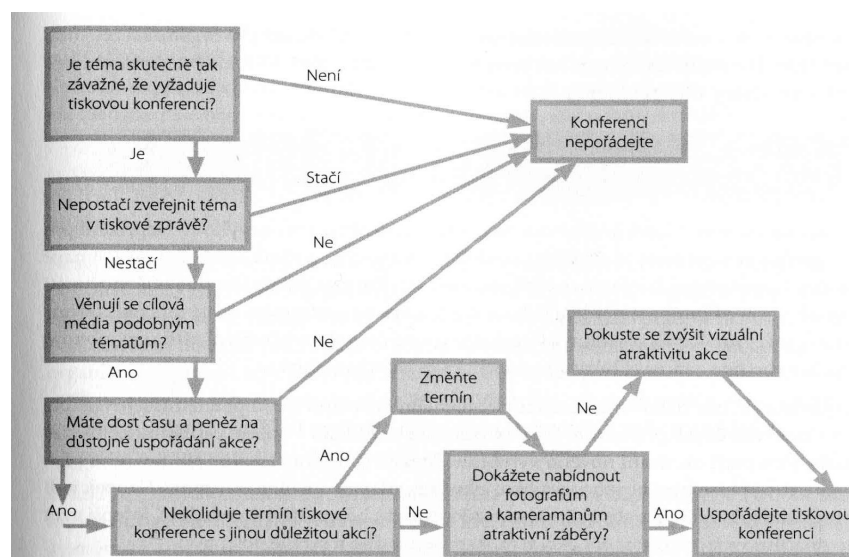 Je téma skutečně tak
závažné, že vyžaduje
tiskovou konferenci?
Není
Konferenci
nepořádejte
Je
Nepostačí zveřejnit téma
v tiskové zprávě?
Stačí
Nestačí
Ne
Věnují se cílová
média podobným
tématům?
Ne
Ano
Pokuste se zvýšit vizuální
atraktivitu akce
Změňte
termín
Ne
Máte dost času a peněz na
důstojné uspořádání akce?
Ano
Ano
Nekoliduje termín tiskové
konference s jinou důležitou akcí?
Ne
Dokážete nabídnout
fotografům
a kameramanům
atraktivní záběry?
Ano
Uspořádejte tiskovou
konferenci